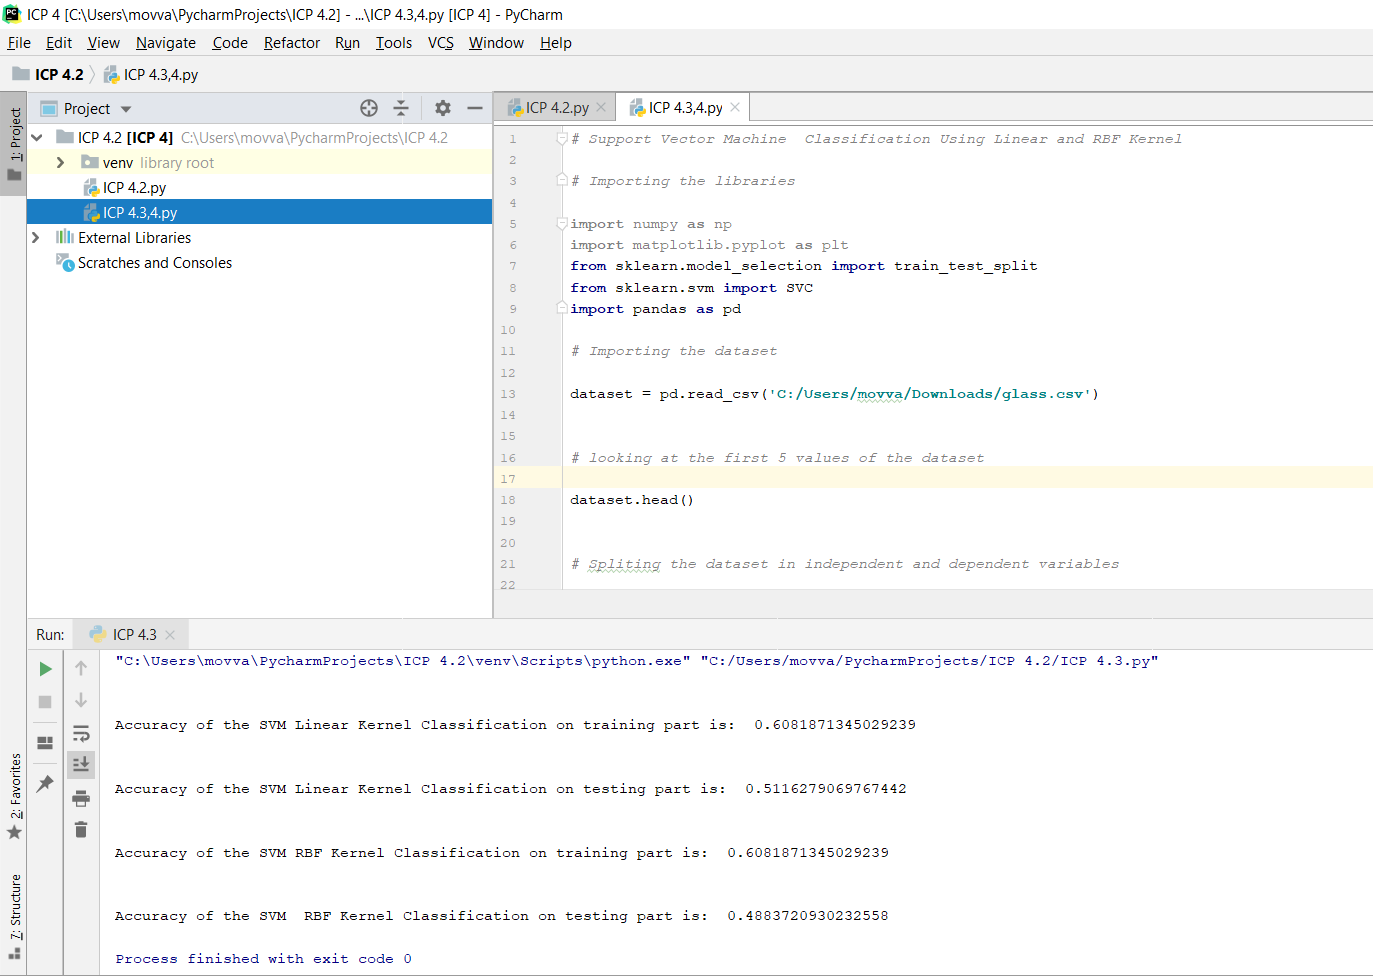 ICP 4 [C:\Users\movva\PycharmProjects\ICP 4.2] - ...\ICP 4.3,4.py [ICP 4] - PyCharm
File Edit View Navigate Code Refactor Run Tools VCS Window Help
ICP 4.2 ICP 4.3,4.py
1: Project
Project
ICP 4.2 [ICP 4] C:\Users\movva\PycharmProjects\ICP 4.2
venv library root
ICP 4.2.py
ICP 4.3,4.py
External Libraries
Scratches and Consoles
ICP 4.2.py ICP 4.3,4.py
1 # Support Vector Machine  Classification Using Linear and RBF Kernel
2
3 # Importing the libraries
4
5 import numpy as np
6 import matplotlib.pyplot as plt
7 from sklearn.model_selection import train_test_split
8 from sklearn.svm import SVC
9 import pandas as pd
10
11 # Importing the dataset
12
13 dataset = pd.read_csv('C:/Users/movva/Downloads/glass.csv')
14
15
16 # looking at the first 5 values of the dataset
17
18 dataset.head()
19
20
21 # Spliting the dataset in independent and dependent variables
22
Run: ICP 4.3
"C:\Users\movva\PycharmProjects\ICP 4.2\venv\Scripts\python.exe" "C:/Users/movva/PycharmProjects/ICP 4.2/ICP 4.3.py"
Accuracy of the SVM Linear Kernel Classification on training part is:  0.6081871345029239
Accuracy of the SVM Linear Kernel Classification on testing part is:  0.5116279069767442
Accuracy of the SVM RBF Kernel Classification on training part is:  0.6081871345029239
Accuracy of the SVM  RBF Kernel Classification on testing part is:  0.4883720930232558
Process finished with exit code 0
2: Favorites
7: Structure